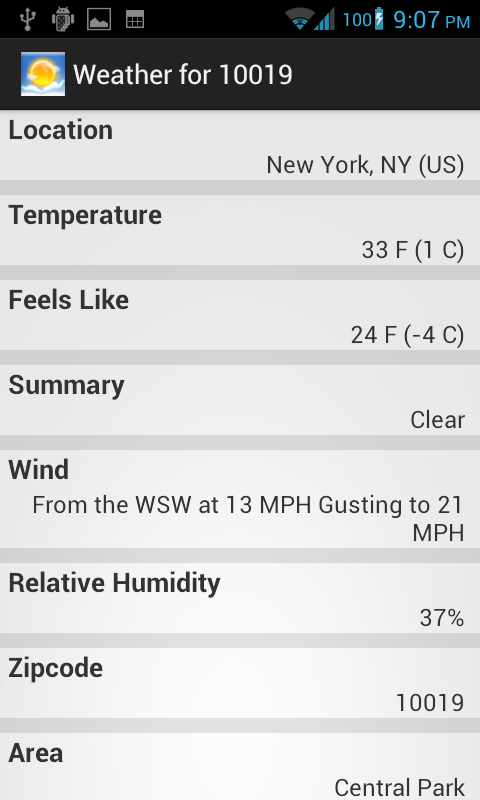 100 9:07 PM
Weather for 10019
Location
New York, NY (US)
Temperature
33 F (1 C)
Feels Like
24 F (-4 C)
Summary
Clear
Wind
From the WSW at 13 MPH Gusting to 21
MPH
Relative Humidity
37%
Zipcode
10019
Area
Central Park